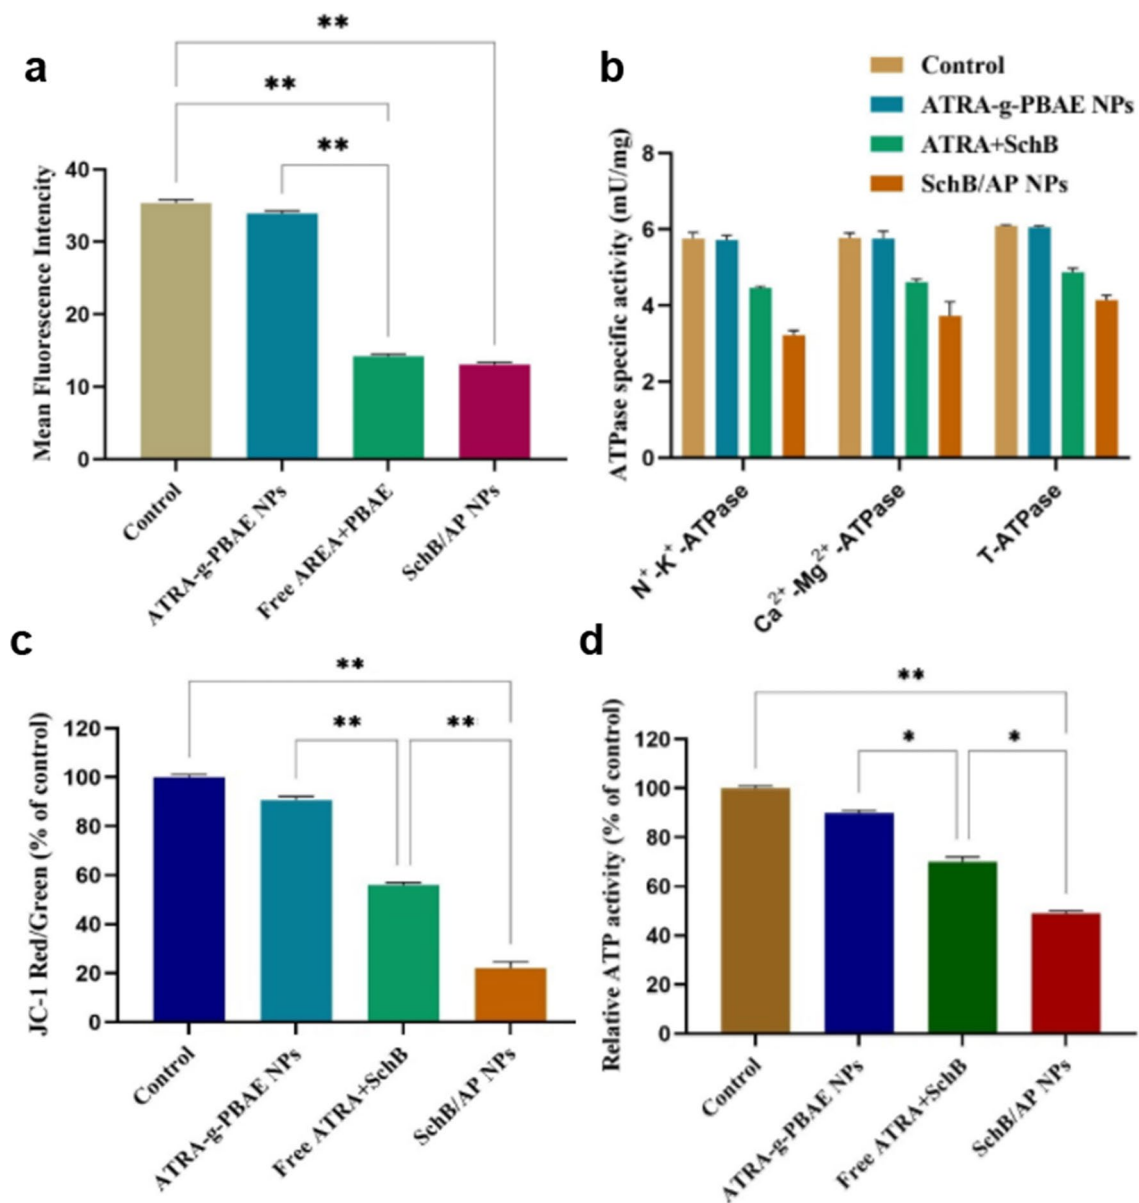 a
**
**
**
Mean Fluorescence Intencity
40
30
20
10
0
Control
ATRA-g-PBAE NPs
Free AREA+PBAE
SchB/AP NPs
b
Control
ATRA-g-PBAE NPs
ATRA+SchB
SchB/AP NPs
ATPase specific activity (mU/mg)
8
6
4
2
0
N⁺-K⁺-ATPase
Ca²⁺-Mg²⁺-ATPase
T-ATPase
c
**
**
**
JC-1 Red/Green (% of control)
120
100
80
60
40
20
0
Control
ATRA-g-PBAE NPs
Free ATRA+SchB
SchB/AP NPs
d
**
*
*
Relative ATP activity (% of control)
120
100
80
60
40
20
0
Control
ATRA-g-PBAE NPs
Free ATRA+SchB
SchB/AP NPs